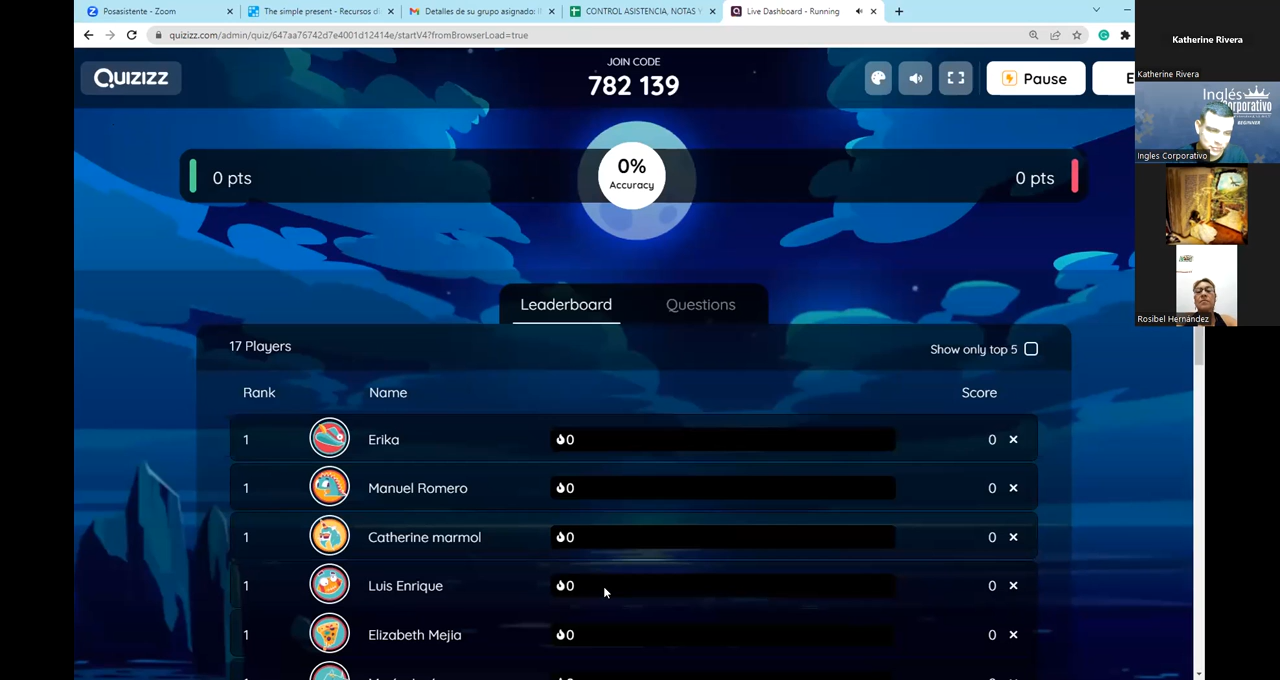 Posasistente - Zoom
The simple present - Recursos di
Detalles de su grupo asignado: I
CONTROL ASISTENCIA, NOTAS Y
Live Dashboard - Running
quizizz.com/admin/quiz/647aa76742d7e4001d12414e/startV4?fromBrowserLoad=true
Quizizz
JOIN CODE
782 139
Pause
E
0 pts
0%
Accuracy
0 pts
Leaderboard
Questions
17 Players
Show only top 5
Rank
Name
Score
1 Erika 0 0
1 Manuel Romero 0 0
1 Catherine marmol 0 0
1 Luis Enrique 0 0
1 Elizabeth Mejia 0 0
Katherine Rivera
Katherine Rivera
Inglés
Corporativo
BEGINNER
Ingles Corporativo
Rosibel Hernández